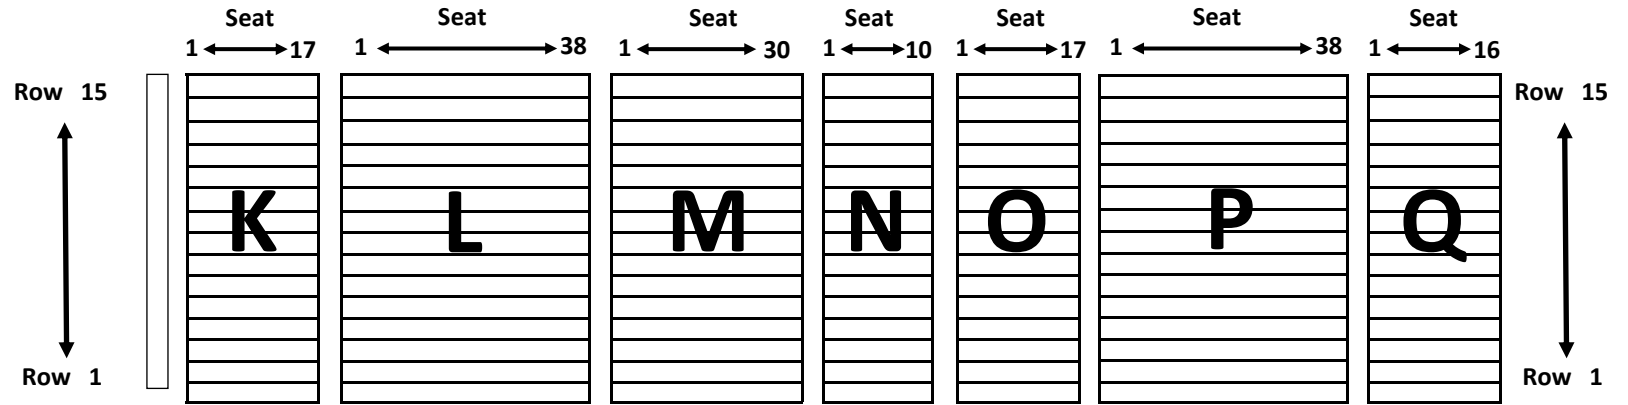 Seat Seat Seat Seat Seat Seat Seat
1 17 1 38 1 30 1 10 1 17 1 38 1 16
Row 15 Row 15
K L M N O P Q
Row 1 Row 1